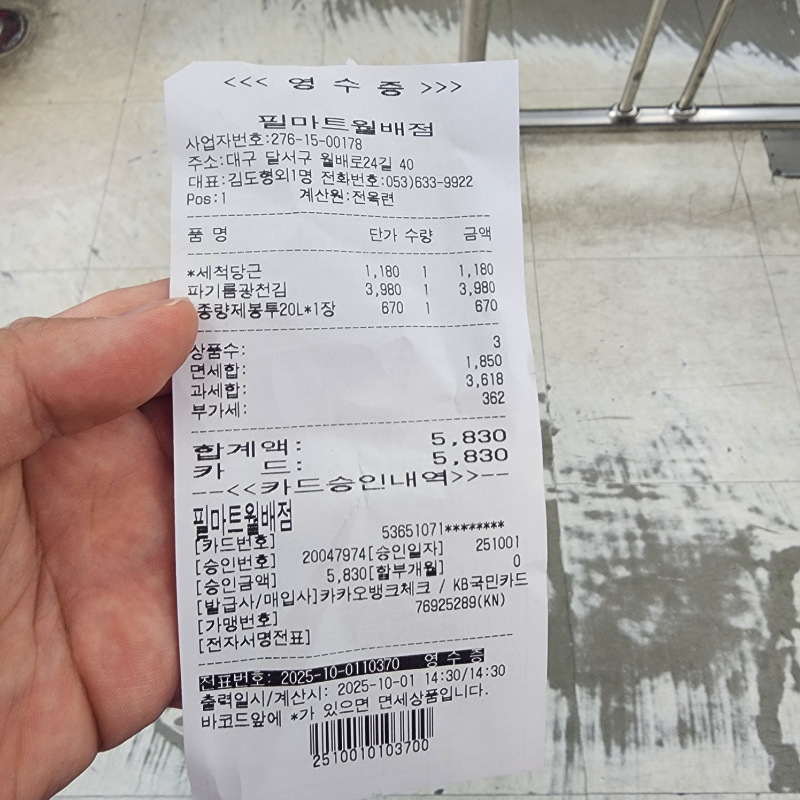 <<< 영 수 증 >>>
필마트월배점
사업자번호:276-15-00178
주소:대구 달서구 월배로24길 40
대표:김도형외1명 전화번호:053)633-9922
Pos:1 계산원:전옥련
품 명 단가 수량 금액
*세척당근 1,180 1 1,180
파기름광천김 3,980 1 3,980
종량제봉투20L*1장 670 1 670
상품수: 3
면세합: 1,850
과세합: 3,618
부가세: 362
합계액: 5,830
카 드: 5,830
--<<카드승인내역>>--
필마트월배점
[카드번호] 53651071********
[승인번호] 20047974[승인일자] 251001
[승인금액] 5,830[할부개월] 0
[발급사/매입사]카카오뱅크체크 / KB국민카드
[가맹번호] 76925289(KN)
[전자서명전표]
전표번호: 2025-10-0110370 영 수 증
출력일시/계산시: 2025-10-01 14:30/14:30
바코드앞에 *가 있으면 면세상품입니다.
2510010103700